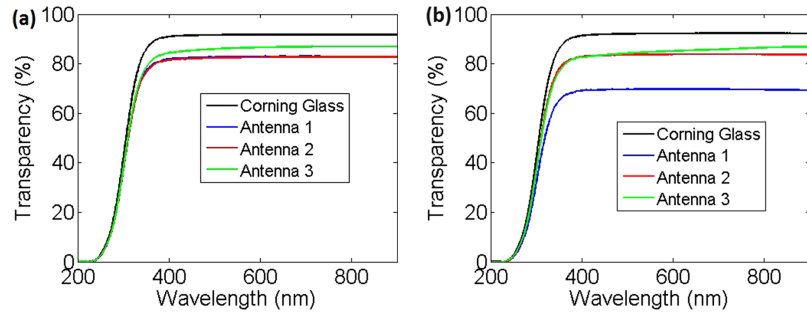 (a)
100
80
60
40
20
0
Transparency (%)
Corning Glass
Antenna 1
Antenna 2
Antenna 3
200
400
600
800
Wavelength (nm)
(b)
100
80
60
40
20
0
Transparency (%)
Corning Glass
Antenna 1
Antenna 2
Antenna 3
200
400
600
800
Wavelength (nm)